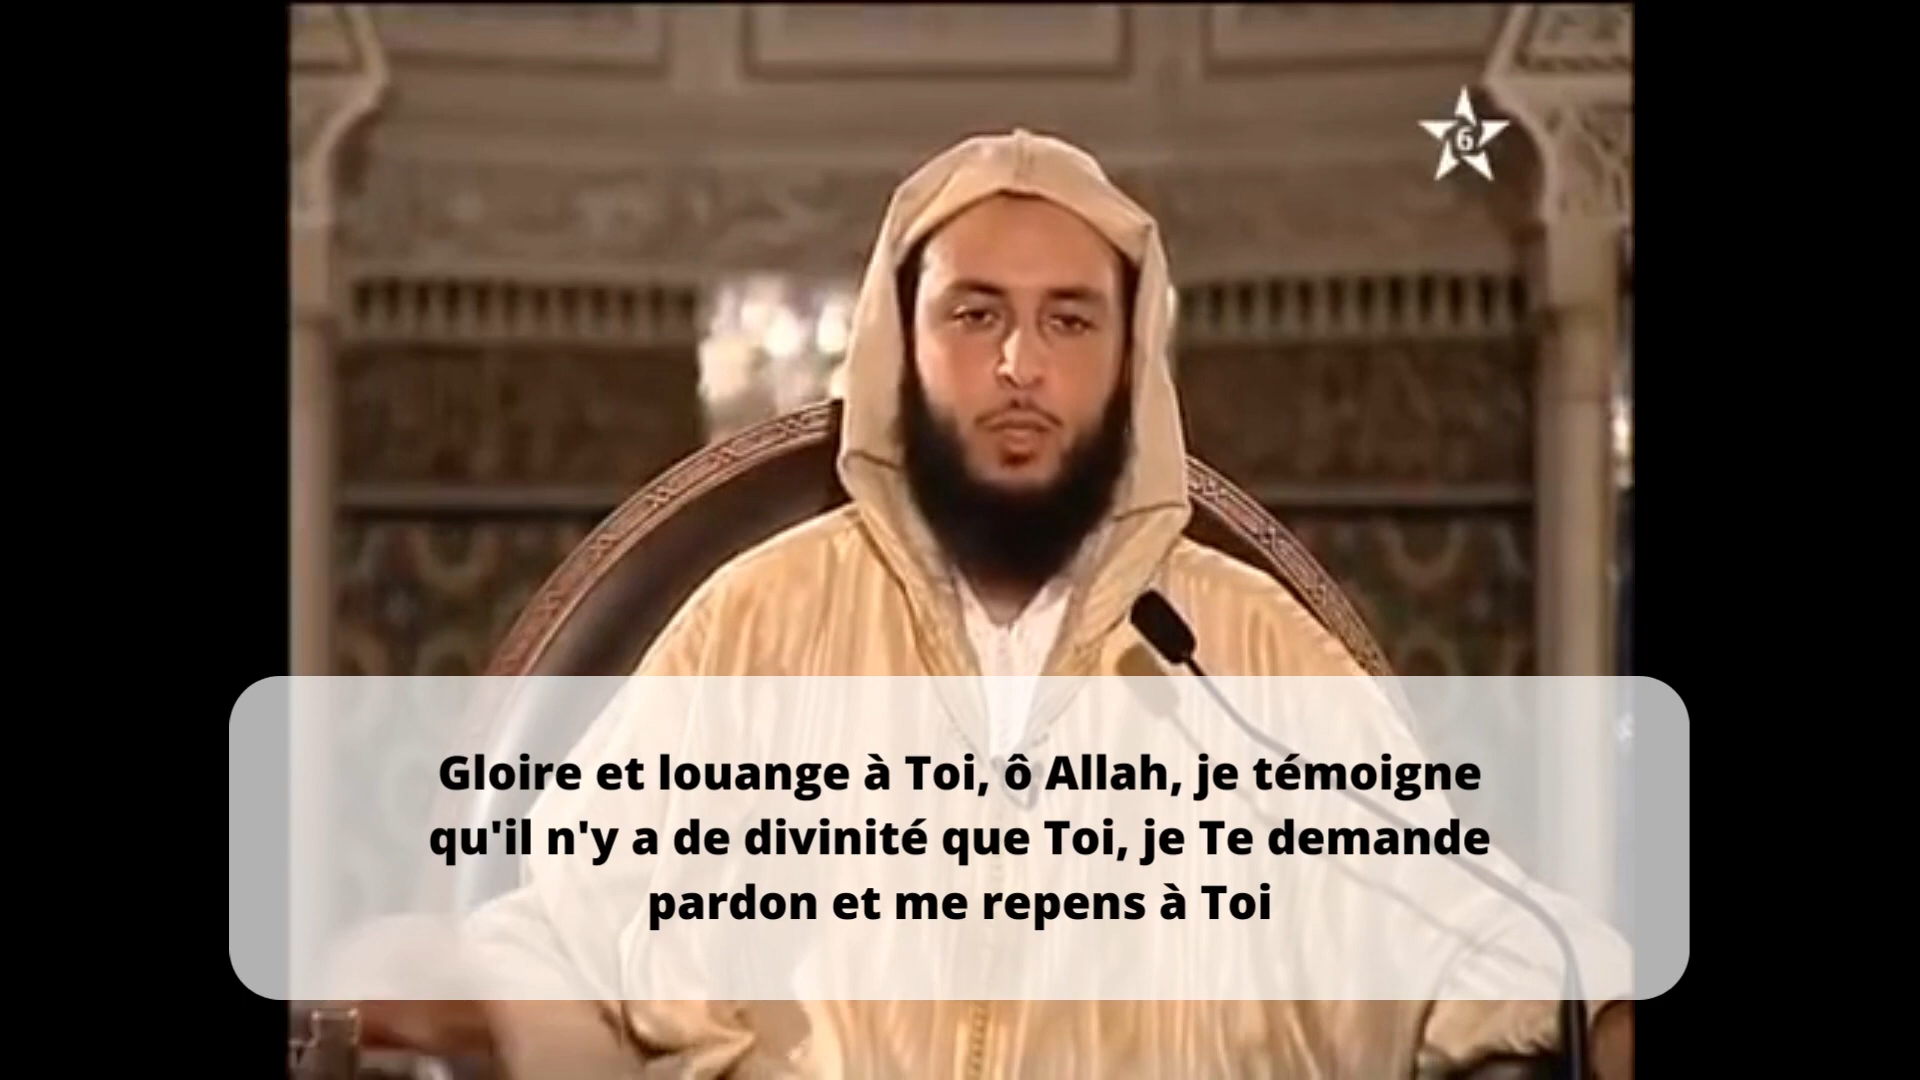 6
Gloire et louange à Toi, ô Allah, je témoigne
qu'il n'y a de divinité que Toi, je Te demande
pardon et me repens à Toi